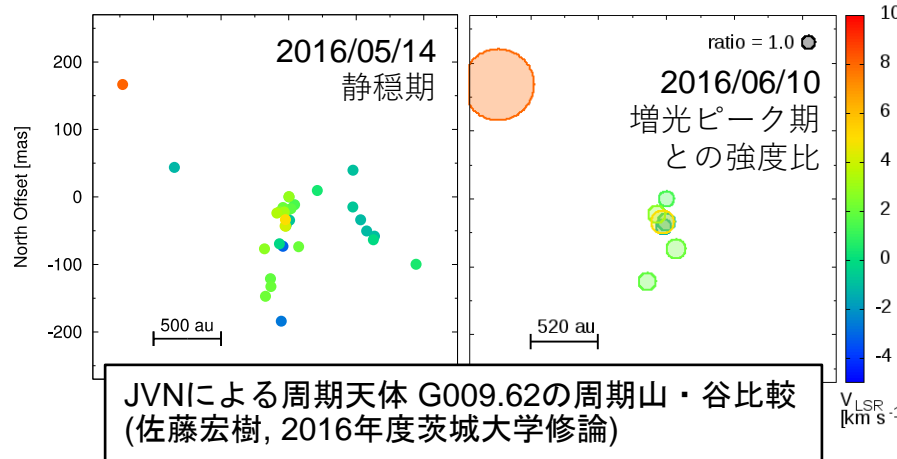 2016/05/14
静穏期
ratio = 1.0
2016/06/10
増光ピーク期
との強度比
North Offset [mas]
200
100
0
-100
-200
500 au
520 au
10
8
6
4
2
0
-2
-4
V LSR
[km s -1
JVNによる周期天体 G009.62の周期山・谷比較
(佐藤宏樹, 2016年度茨城大学修論)